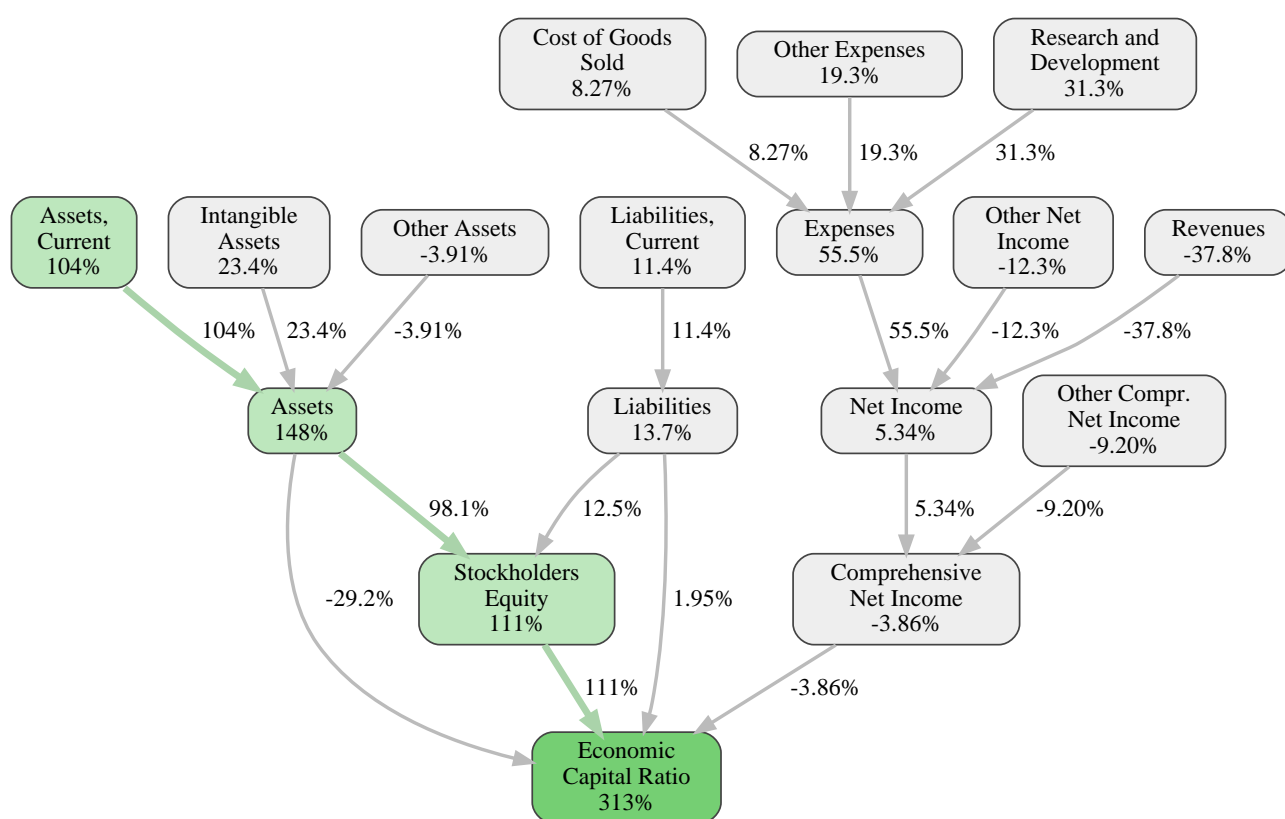 Cost of Goods
Sold
8.27%
Other Expenses
19.3%
Research and
Development
31.3%
8.27%
19.3%
31.3%
Assets,
Current
104%
Intangible
Assets
23.4%
Other Assets
-3.91%
Liabilities,
Current
11.4%
Expenses
55.5%
Other Net
Income
-12.3%
Revenues
-37.8%
104%
23.4%
-3.91%
11.4%
55.5%
-12.3%
-37.8%
Assets
148%
Liabilities
13.7%
Net Income
5.34%
Other Compr.
Net Income
-9.20%
98.1%
12.5%
5.34%
-9.20%
-29.2%
Stockholders
Equity
111%
1.95%
Comprehensive
Net Income
-3.86%
111%
-3.86%
Economic
Capital Ratio
313%